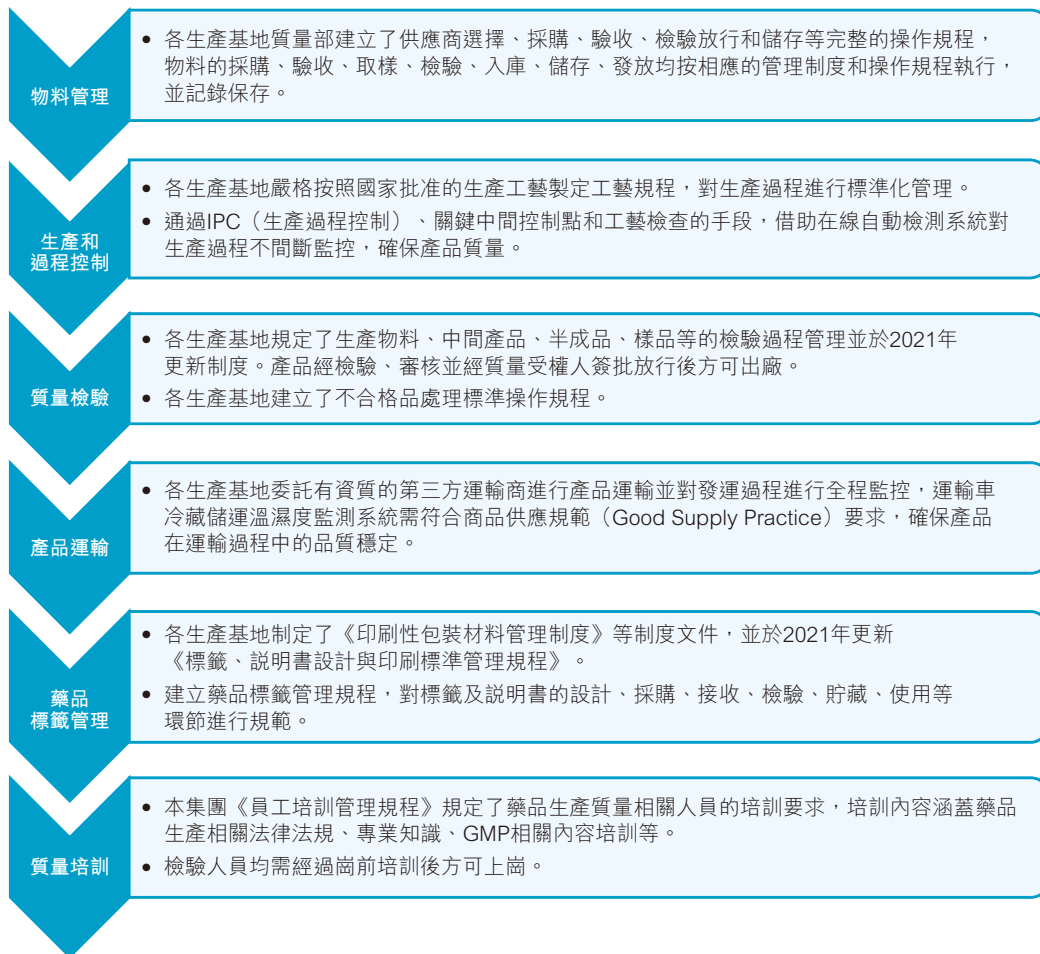 物料管理
• 各生產基地質量部建立了供應商選擇、採購、驗收、檢驗放行和儲存等完整的操作規程，
物料的採購、驗收、取樣、檢驗、入庫、儲存、發放均按相應的管理制度和操作規程執行，
並記錄保存。
生產和
過程控制
• 各生產基地嚴格按照國家批准的生產工藝製定工藝規程，對生產過程進行標準化管理。
• 通過IPC（生產過程控制）、關鍵中間控制點和工藝檢查的手段，借助在線自動檢測系統對
生產過程不間斷監控，確保產品質量。
質量檢驗
• 各生產基地規定了生產物料、中間產品、半成品、樣品等的檢驗過程管理並於2021年
更新制度。產品經檢驗、審核並經質量受權人簽批放行後方可出廠。
• 各生產基地建立了不合格品處理標準操作規程。
產品運輸
• 各生產基地委託有資質的第三方運輸商進行產品運輸並對發運過程進行全程監控，運輸車
冷藏儲運溫濕度監測系統需符合商品供應規範（Good Supply Practice）要求，確保產品
在運輸過程中的品質穩定。
藥品
標籤管理
• 各生產基地制定了《印刷性包裝材料管理制度》等制度文件，並於2021年更新
《標籤、説明書設計與印刷標準管理規程》。
• 建立藥品標籤管理規程，對標籤及説明書的設計、採購、接收、檢驗、貯藏、使用等
環節進行規範。
質量培訓
• 本集團《員工培訓管理規程》規定了藥品生產質量相關人員的培訓要求，培訓內容涵蓋藥品
生產相關法律法規、專業知識、GMP相關內容培訓等。
• 檢驗人員均需經過崗前培訓後方可上崗。